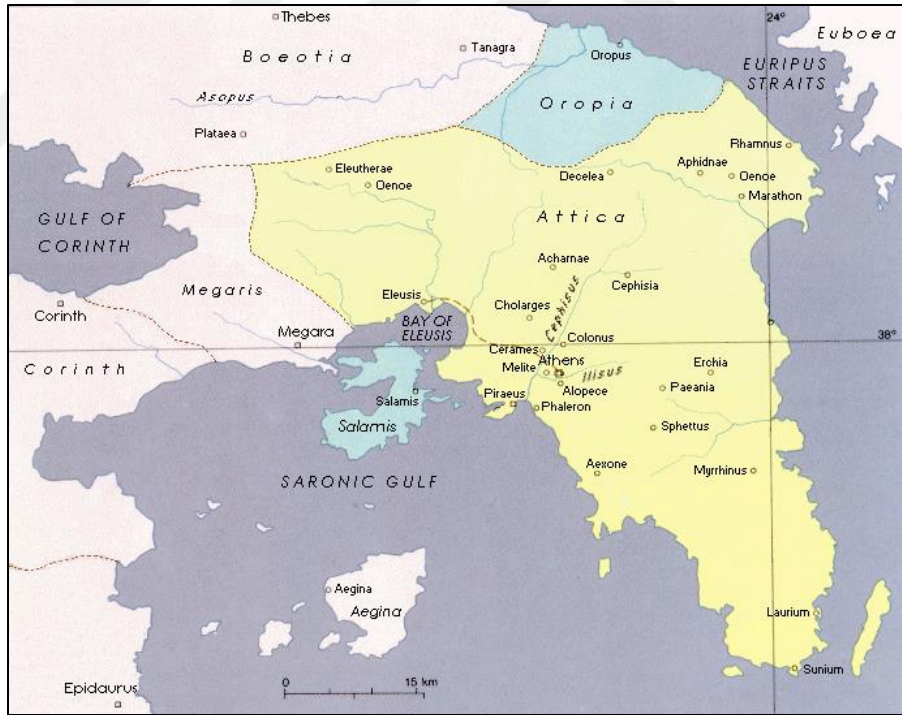 Thebes
24°
Euboea
Boeotia
Tanagra
Oropus
EURIPUS
STRAITS
Asopus
Oropia
Plataea
Rhamnus
Eleutherae
Oenoe
Decelea
Aphidnae
Oenoe
Marathon
GULF OF
CORINTH
Attica
Acharnae
Cephisia
Megaris
Eleusis
Cholarges
Cephisus
Corinth
Megara
BAY OF
ELEUSIS
Colonus
38°
Cerames
Athens
Corinth
Melite
Ilisus
Erchia
Alopece
Paeania
Salamis
Piraeus
Phaleron
Salamis
Sphettus
Aexone
Myrrhinus
SARONIC GULF
Aegina
Aegina
Laurium
Sunium
0 15 km
Epidaurus